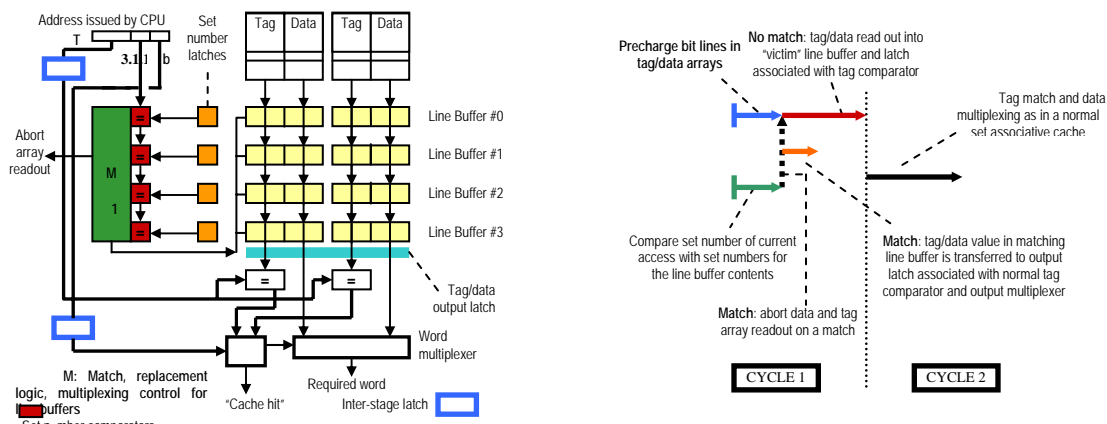 Address issued by CPU
T
3.1.1 b
Set
number
latches
Tag Data Tag Data
= 
=
=
=
Line Buffer #0
Line Buffer #1
Line Buffer #2
Line Buffer #3
Abort
array
readout
M
1
=
=
Tag/data
output latch
Word
multiplexer
Required word
"Cache hit"
Inter-stage latch
M: Match, replacement
logic, multiplexing control for
buffers
No match: tag/data read out into
"victim" line buffer and latch
associated with tag comparator
Precharge bit lines in
tag/data arrays
Tag match and data
multiplexing as in a normal
set associative cache
Compare set number of current
access with set numbers for
the line buffer contents
Match: tag/data value in matching
line buffer is transferred to output
latch associated with normal tag
comparator and output multiplexer
Match: abort data and tag
array readout on a match
CYCLE 1
CYCLE 2